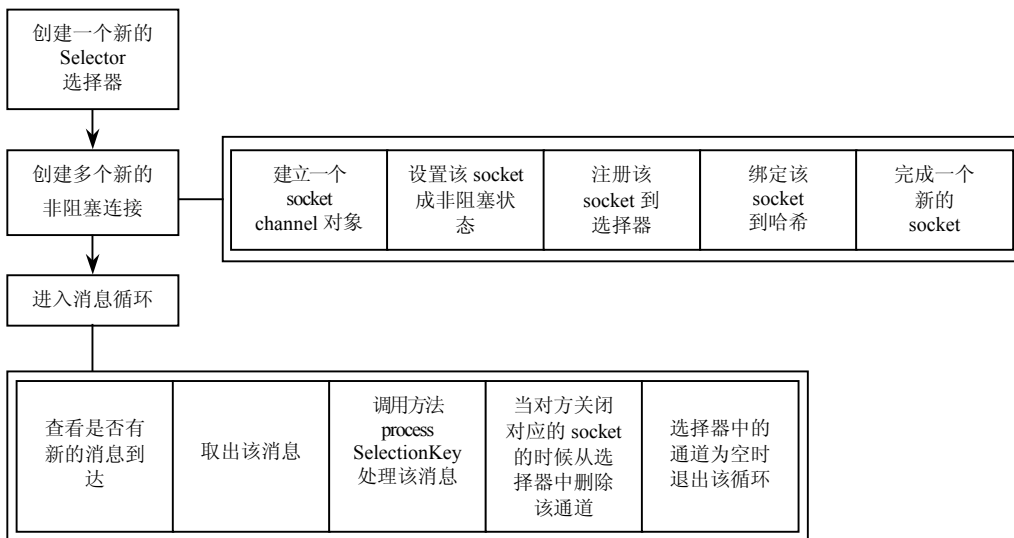 创建一个新的
Selector
选择器
创建多个新的
非阻塞连接
建立一个
socket
channel 对象
设置该 socket
成非阻塞状
态
注册该
socket 到
选择器
绑定该
socket
到哈希
完成一个
新的
socket
进入消息循环
查看是否有
新的消息到
达
取出该消息
调用方法
process
SelectionKey
处理该消息
当对方关闭
对应的 socket
的时候从选
择器中删除
该通道
选择器中的
通道为空时
退出该循环